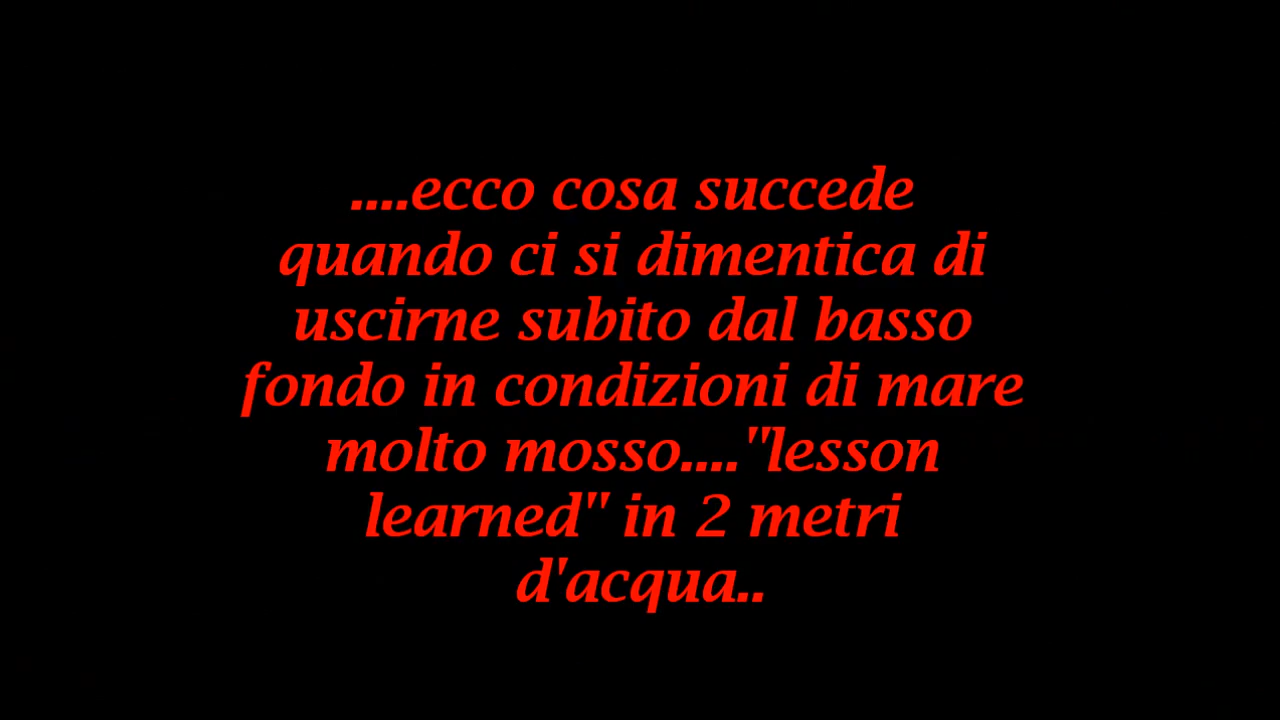 ....ecco cosa succede
quando ci si dimentica di
uscirne subito dal basso
fondo in condizioni di mare
molto mosso...."lesson
learned" in 2 metri
d'acqua..